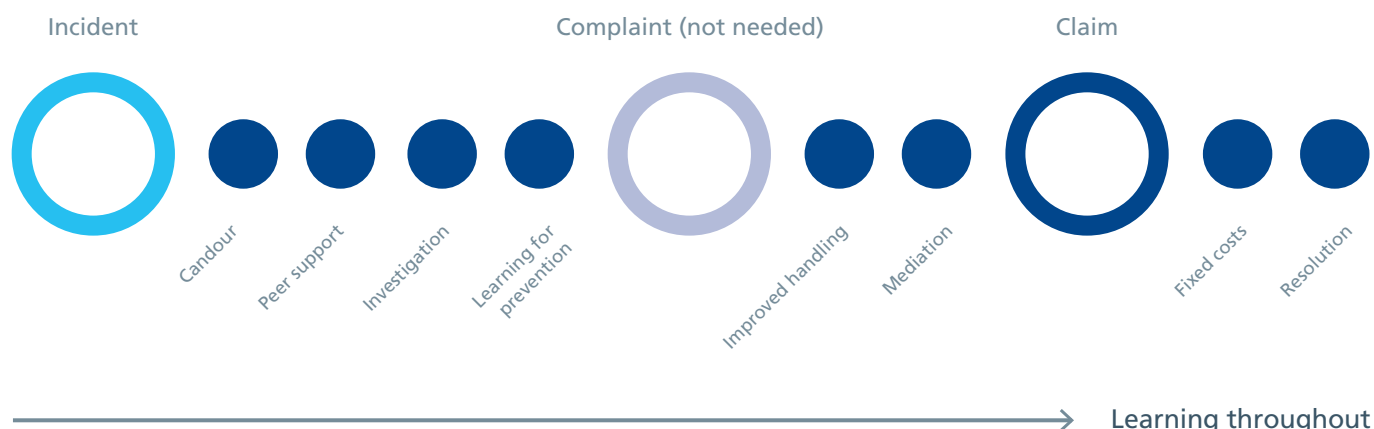 Incident
Complaint (not needed)
Claim
Candour
Peer support
Investigation
Learning for
prevention
Improved handling
Mediation
Fixed costs
Resolution
Learning throughout